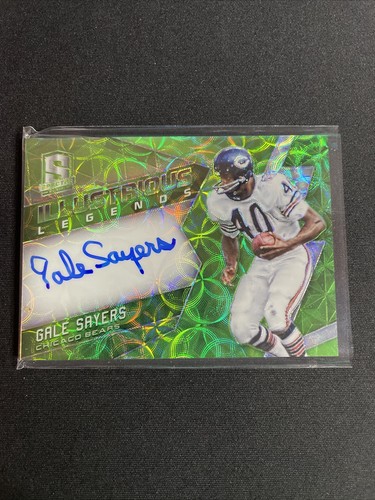 S
ILLUSTRIOUS
LEGENDS
40
Gale Sayers
GALE SAYERS
CHICAGO BEARS